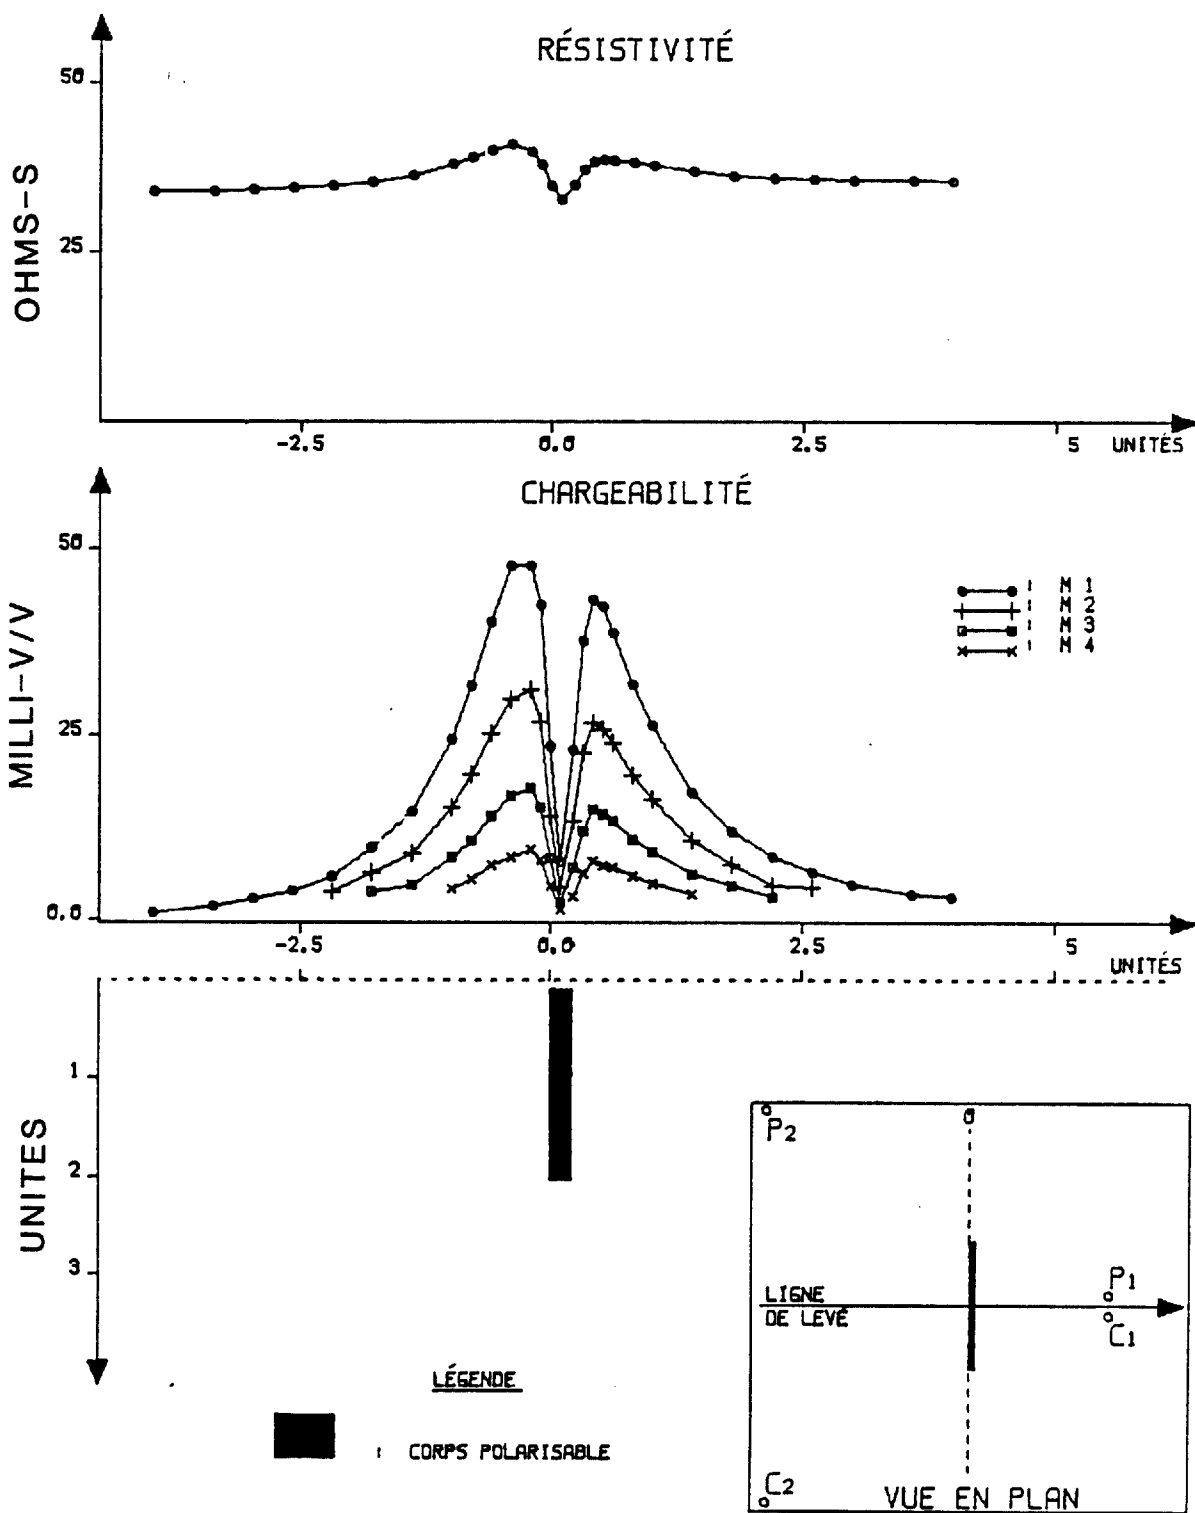 RÉSISTIVITÉ
50
25
OHMS-S
-2.5 0.0 2.5 5 UNITÉS
CHARGEABILITÉ
50
25
0.0
MILLI-V/V
M 1
M 2
M 3
M 4
-2.5 0.0 2.5 5
UNITÉS
1
2
3
UNITES
P2
0
LIGNE
DE LEVÉ
P1
C1
C2
VUE EN PLAN
LÉGENDE
CORPS POLARISABLE